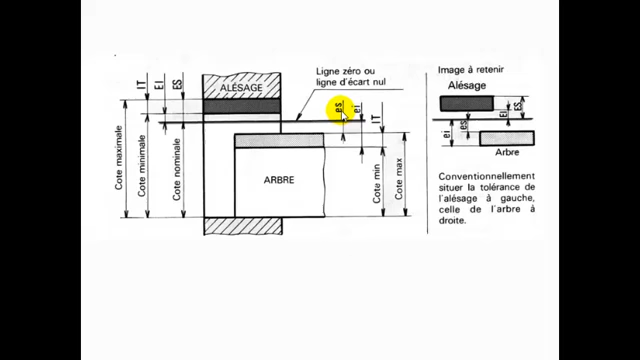 IT
EI
ES
ALÉSAGE
Ligne zéro ou
ligne d'écart nul
es
ei
IT
Cote maximale
Cote minimale
Cote nominale
ARBRE
Cote min
Cote max
Image à retenir
Alésage
EI
ES
ei
es
Arbre
Conventionnellement
situer la tolérance de
l'alésage à gauche,
celle de l'arbre à
droite.